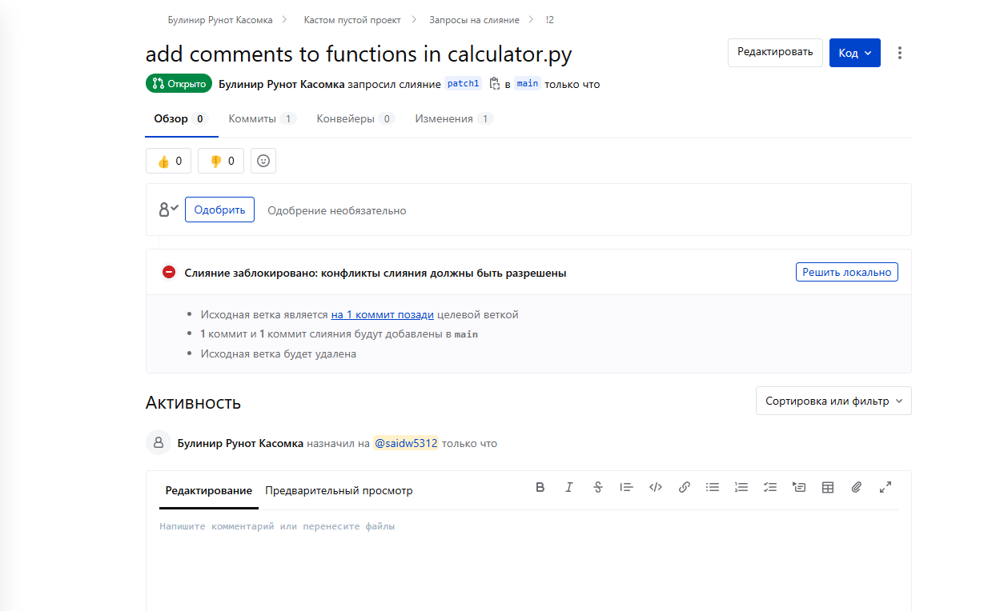 Булинир Рунот Касомка > Кастом пустой проект > Запросы на слияние > !2
add comments to functions in calculator.py
Редактировать
Код
Открыто Булинир Рунот Касомка запросил слияние patch1 в main только что
Обзор 0 Коммиты 1 Конвейеры 0 Изменения 1
👍 0 👎 0
Одобрить Одобрение необязательно
Слияние заблокировано: конфликты слияния должны быть разрешены
Решить локально
• Исходная ветка является на 1 коммит позади целевой веткой
• 1 коммит и 1 коммит слияния будут добавлены в main
• Исходная ветка будет удалена
Активность
Сортировка или фильтр
Булинир Рунот Касомка назначил на @saidw5312 только что
Редактирование Предварительный просмотр
Напишите комментарий или перенесите файлы